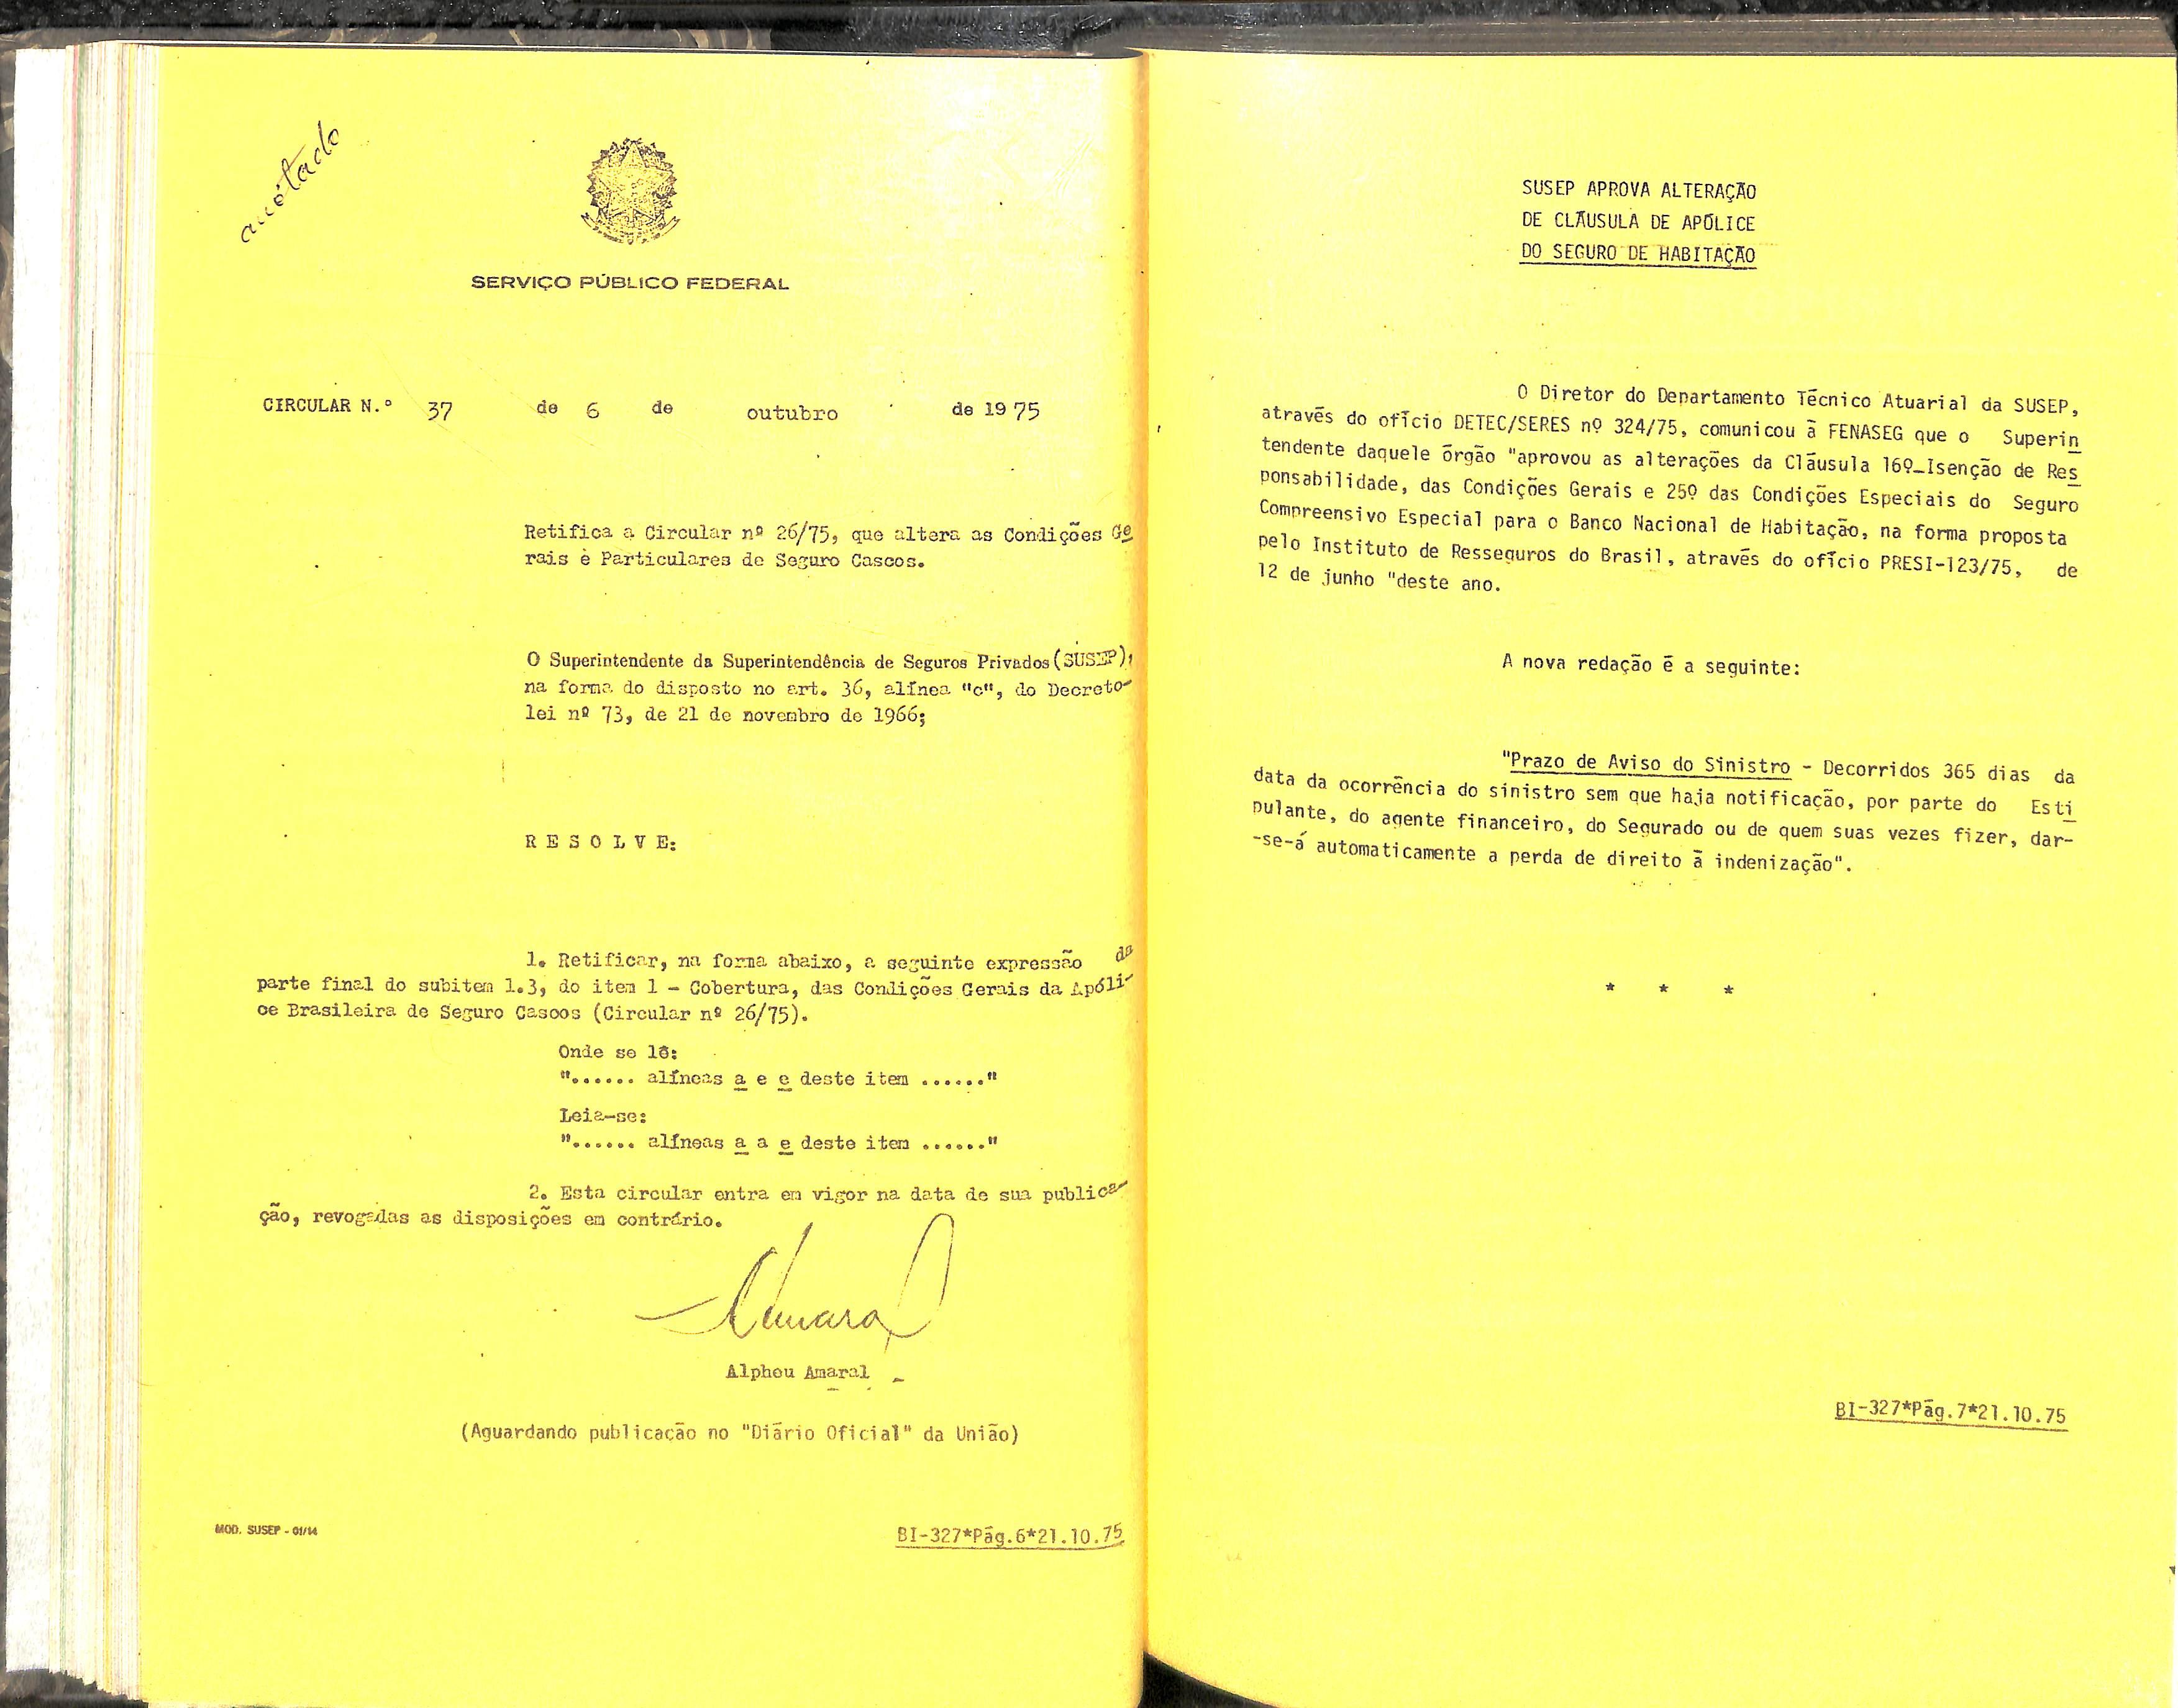 anotado
SERVIÇO PÚBLICO FEDERAL
CIRCULAR N.º 37 de 6 de outubro de 1975
Retifica a Circular nº 26/75, que altera as Condições Ge
rais e Particulares de Seguro Cascos.
O Superintendente da Superintendência de Seguros Privados (SUSEP),
na forma do disposto no art. 36, alínea "c", do Decreto-
lei nº 73, de 21 de novembro de 1966;
R E S O L V E:
1. Retificar, na forma abaixo, a seguinte expressão da
parte final do subitem 1.3, do item 1 - Cobertura, das Condições Gerais da Apóli-
ce Brasileira de Seguro Cascos (Circular nº 26/75).
Onde se lê:
"...... alíneas a e e deste item ......"
Leia-se:
"...... alíneas a a e deste item ......"
2. Esta circular entra em vigor na data de sua publica-
ção, revogadas as disposições em contrário.
Amaral
Alpheu Amaral
(Aguardando publicação no "Diário Oficial" da União)
MOD. SUSEP - 01/14
BI-327*Pág.6*21.10.75
SUSEP APROVA ALTERAÇÃO
DE CLÁUSULA DE APÓLICE
DO SEGURO DE HABITAÇÃO
O Diretor do Departamento Técnico Atuarial da SUSEP,
através do ofício DETEC/SERES nº 324/75, comunicou à FENASEG que o Superin
tendente daquele órgão "aprovou as alterações da Cláusula 16º-Isenção de Res
ponsabilidade, das Condições Gerais e 25º das Condições Especiais do Seguro
Compreensivo Especial para o Banco Nacional de Habitação, na forma proposta
pelo Instituto de Resseguros do Brasil, através do ofício PRESI-123/75, de
12 de junho "deste ano.
A nova redação é a seguinte:
"Prazo de Aviso do Sinistro - Decorridos 365 dias da
data da ocorrência do sinistro sem que haja notificação, por parte do Esti
pulante, do agente financeiro, do Segurado ou de quem suas vezes fizer, dar-
-se-á automaticamente a perda de direito à indenização".
* * *
BI-327*Pág.7*21.10.75